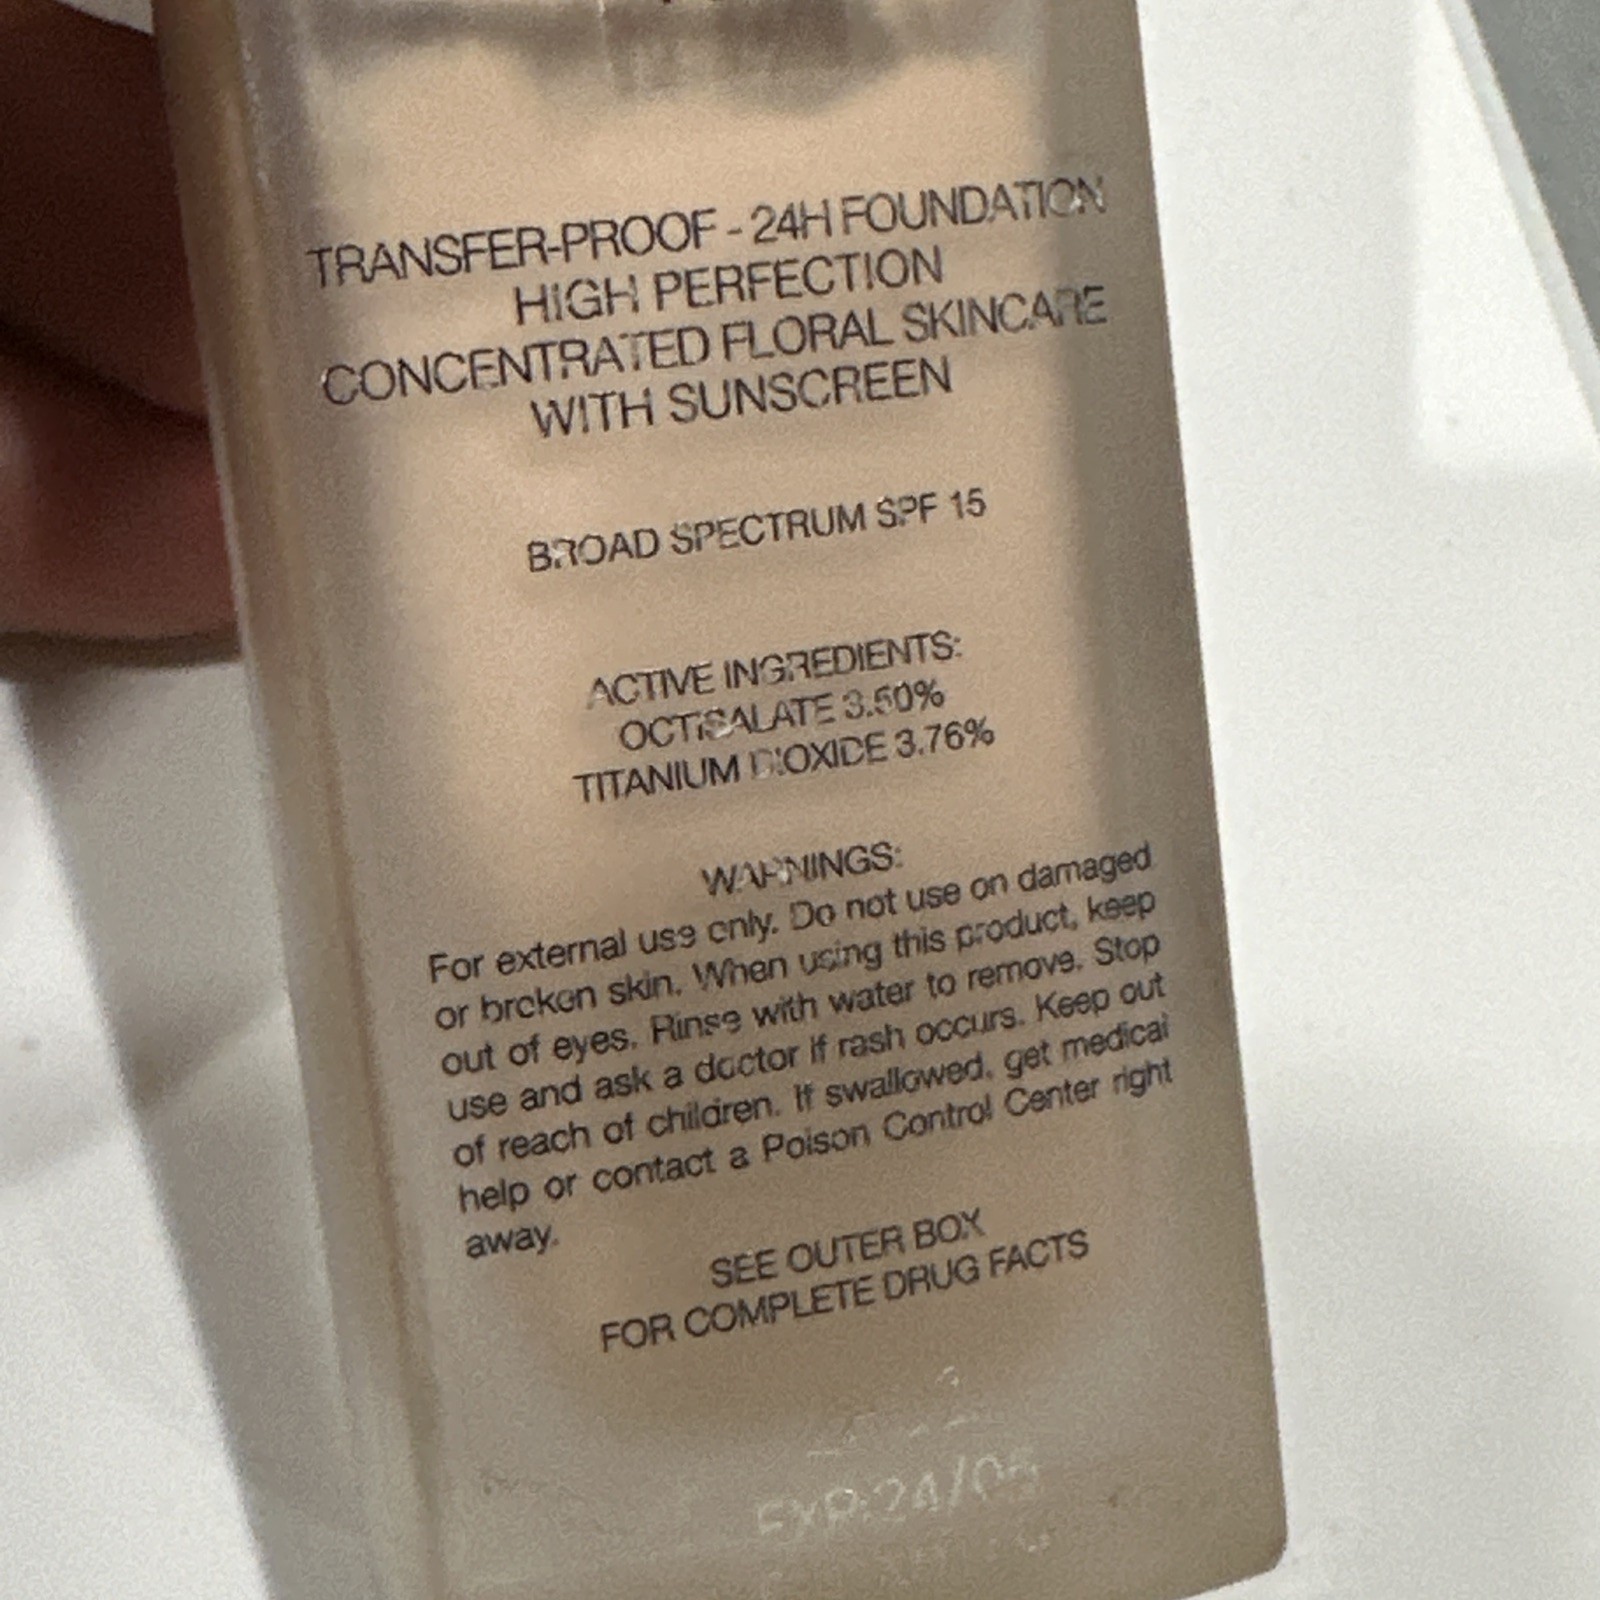 TRANSFER-PROOF - 24H FOUNDATION
HIGH PERFECTION
CONCENTRATED FLORAL SKINCARE
WITH SUNSCREEN
BROAD SPECTRUM SPF 15
ACTIVE INGREDIENTS:
OCTISALATE 3.50%
TITANIUM DIOXIDE 3.76%
WARNINGS:
For external use only. Do not use on damaged
or broken skin. When using this product, keep
out of eyes. Rinse with water to remove. Stop
use and ask a doctor if rash occurs. Keep out
of reach of children. If swallowed, get medical
help or contact a Poison Control Center right
away.
SEE OUTER BOX
FOR COMPLETE DRUG FACTS
EXP: